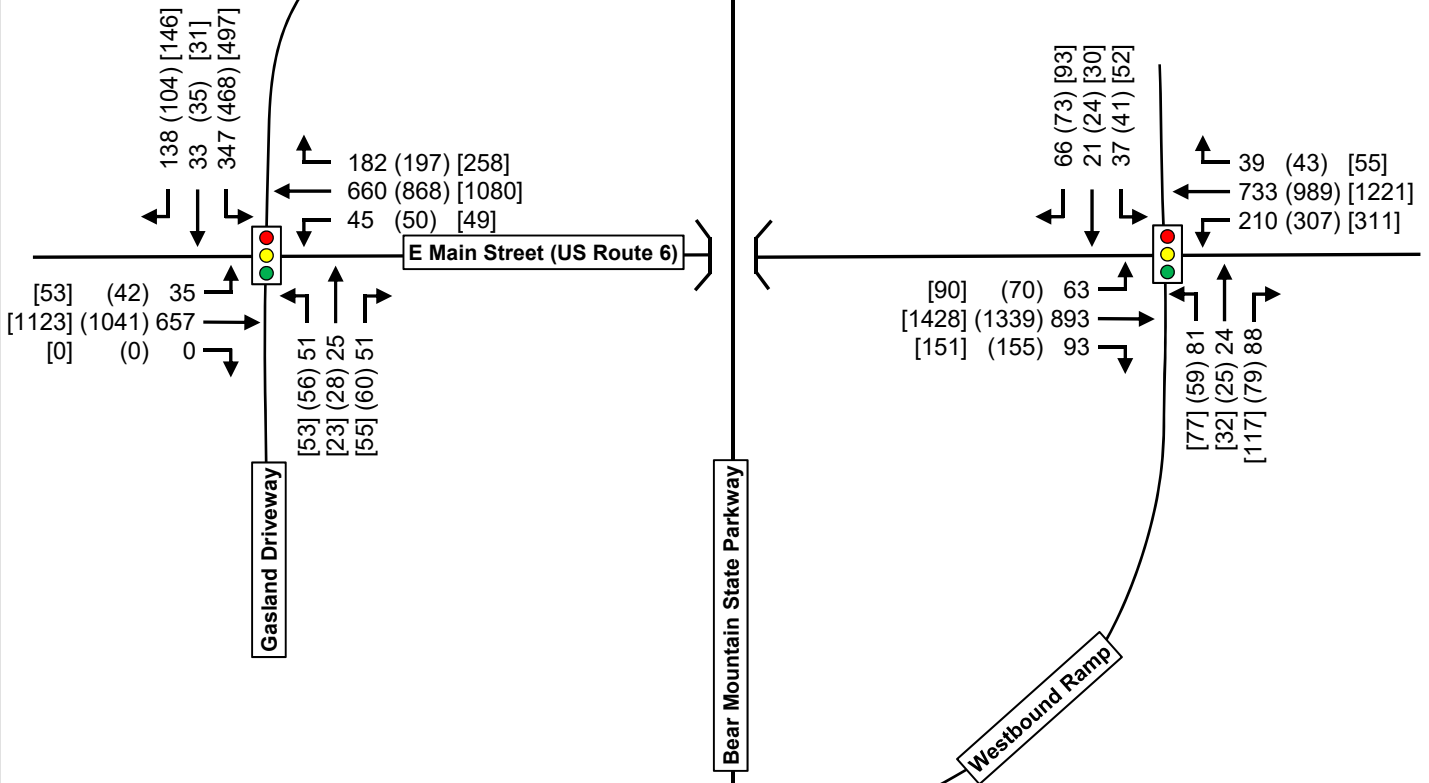 138 (104) [146]
33 (35) [31]
347 (468) [497]
182 (197) [258]
660 (868) [1080]
45 (50) [49]
E Main Street (US Route 6)
[53] (42) 35
[1123] (1041) 657
[0] (0) 0
[53] (56) 51
[23] (28) 25
[55] (60) 51
Gasland Driveway
Bear Mountain State Parkway
66 (73) [93]
21 (24) [30]
37 (41) [52]
39 (43) [55]
733 (989) [1221]
210 (307) [311]
[90] (70) 63
[1428] (1339) 893
[151] (155) 93
[77] (59) 81
[32] (25) 24
[117] (79) 88
Westbound Ramp